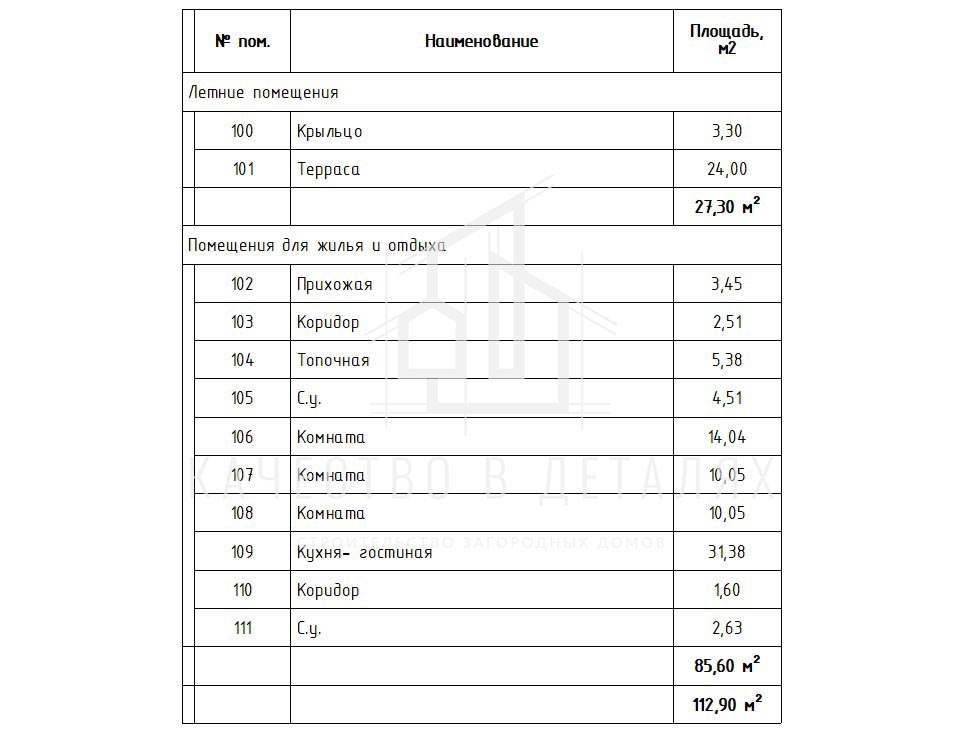 № пом. Наименование Площадь, м2
Летние помещения
100 Крыльцо 3,30
101 Терраса 24,00
27,30 м²
Помещения для жилья и отдыха
102 Прихожая 3,45
103 Коридор 2,51
104 Топочная 5,38
105 С.у. 4,51
106 Комната 14,04
КАЧЕСТВО В ДЕТАЛЯХ
107 Комната 10,05
108 Комната 10,05
СТРОИТЕЛЬСТВО ЗАГОРОДНЫХ ДОМОВ
109 Кухня- гостиная 31,38
110 Коридор 1,60
111 С.у. 2,63
85,60 м²
112,90 м²